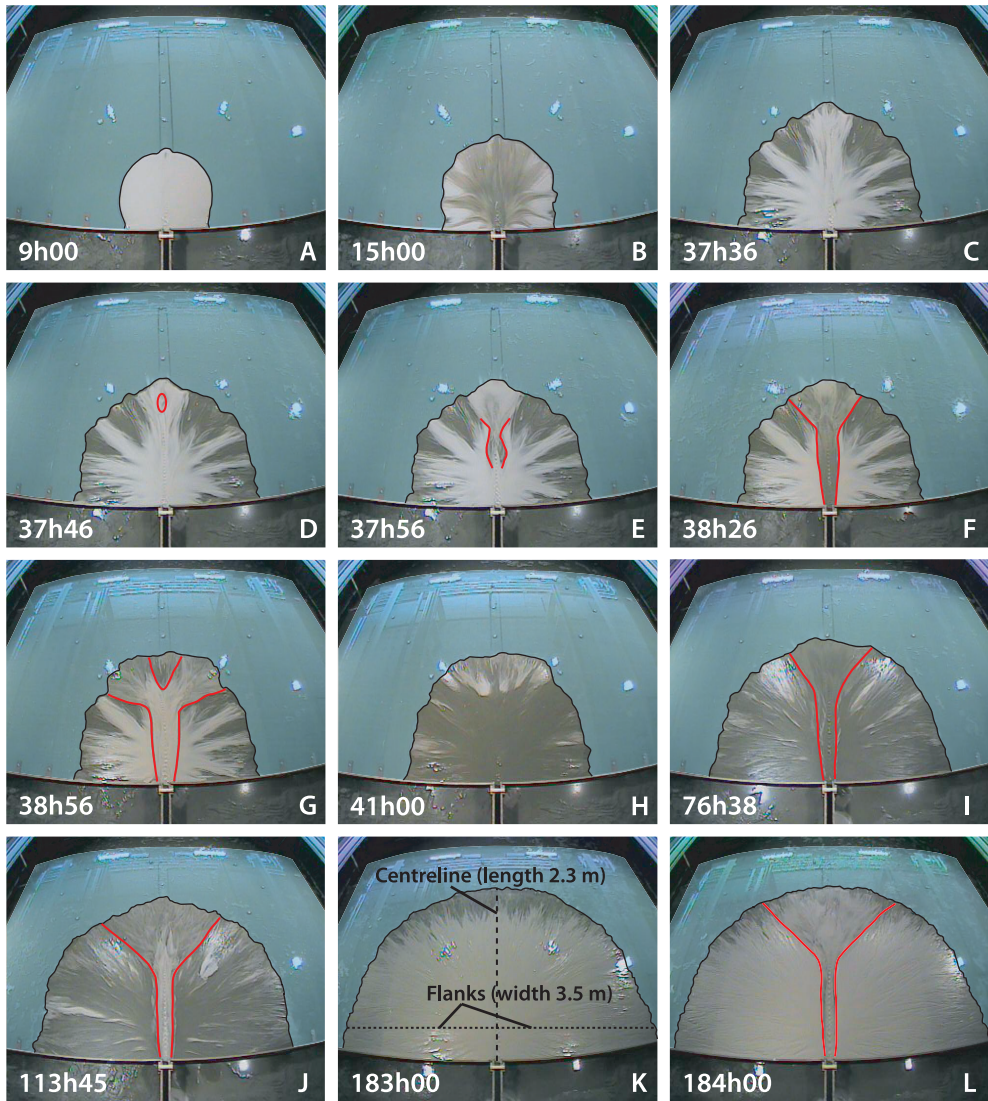 9h00 A
15h00 B
37h36 C
37h46 D
37h56 E
38h26 F
38h56 G
41h00 H
76h38 I
Centreline (length 2.3 m)
Flanks (width 3.5 m)
113h45 J
183h00 K
184h00 L